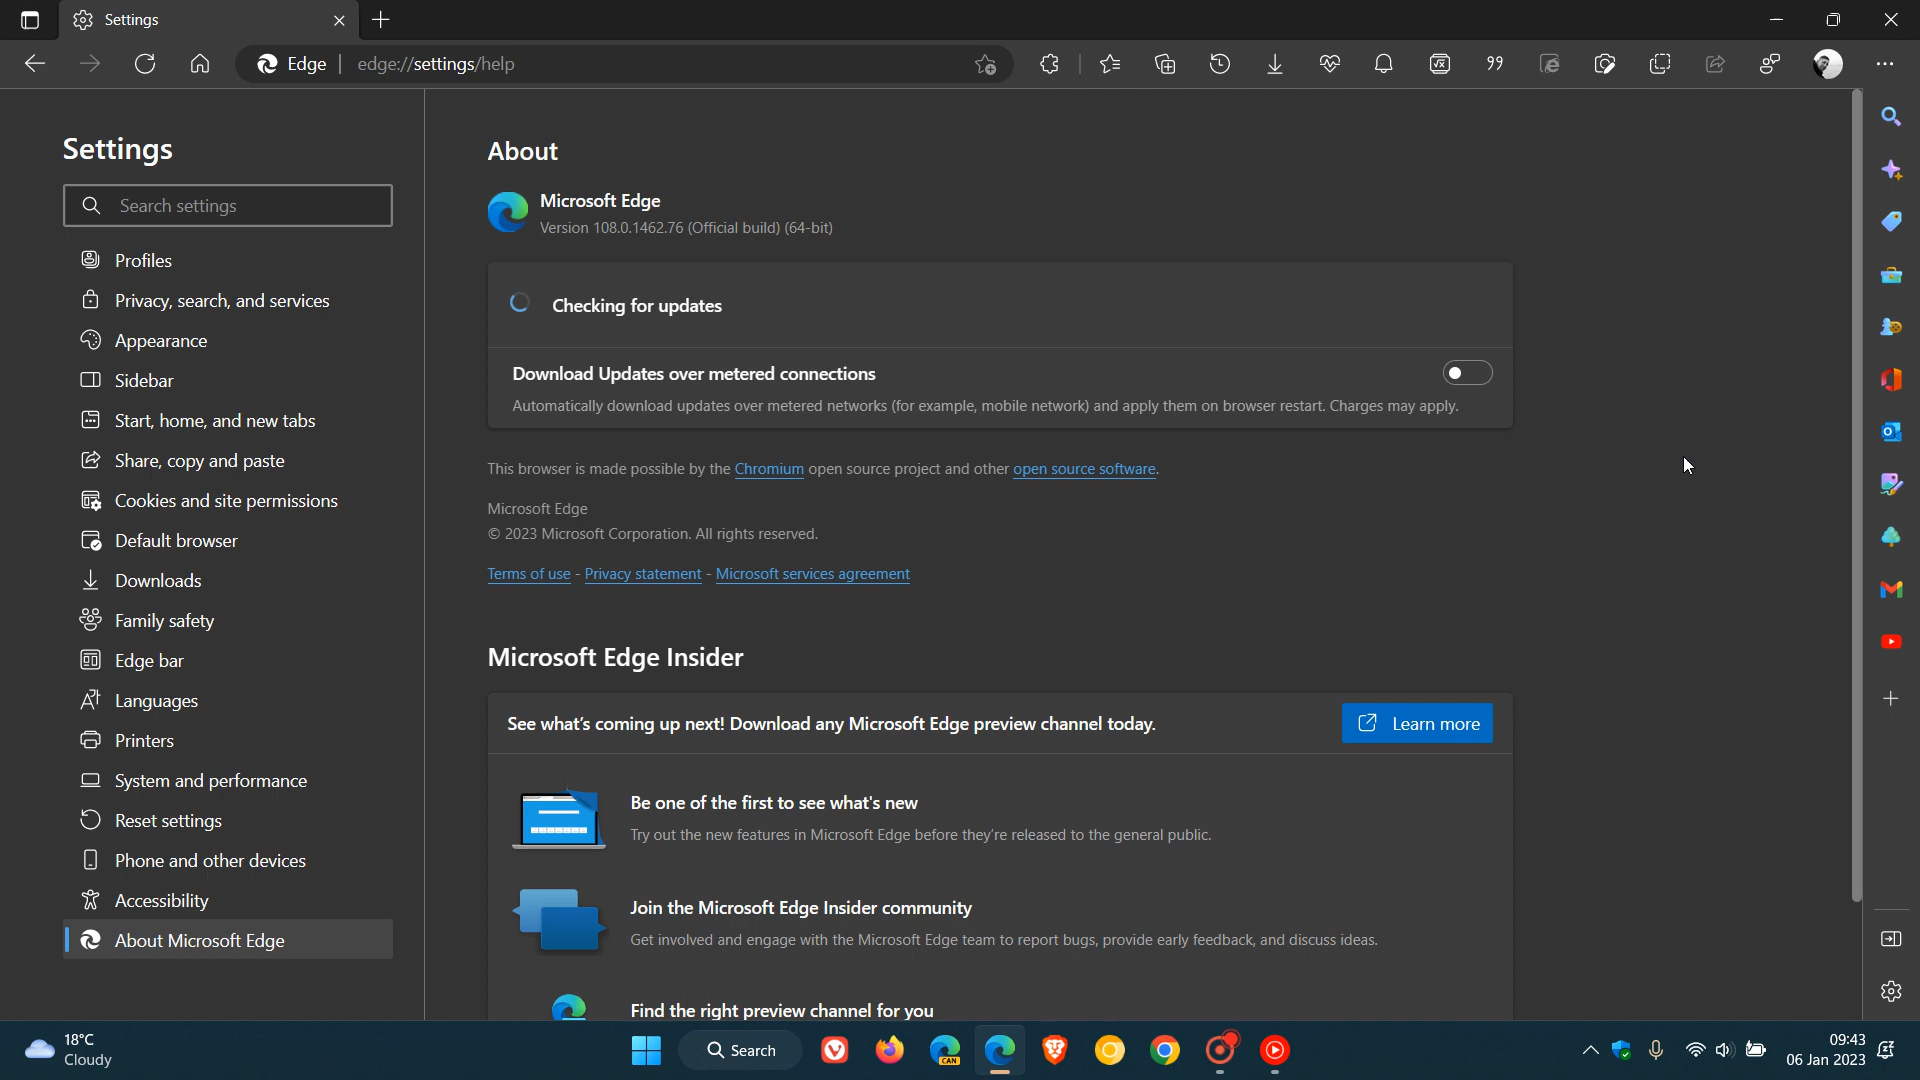 Settings
Edge
edge://settings/help
Settings
Search settings
Profiles
Privacy, search, and services
Appearance
Sidebar
Start, home, and new tabs
Share, copy and paste
Cookies and site permissions
Default browser
Downloads
Family safety
Edge bar
Languages
Printers
System and performance
Reset settings
Phone and other devices
Accessibility
About Microsoft Edge
About
Microsoft Edge
Version 108.0.1462.76 (Official build) (64-bit)
Checking for updates
Download Updates over metered connections
Automatically download updates over metered networks (for example, mobile network) and apply them on browser restart. Charges may apply.
This browser is made possible by the Chromium open source project and other open source software.
Microsoft Edge
© 2023 Microsoft Corporation. All rights reserved.
Terms of use - Privacy statement - Microsoft services agreement
Microsoft Edge Insider
See what's coming up next! Download any Microsoft Edge preview channel today.
Learn more
Be one of the first to see what's new
Try out the new features in Microsoft Edge before they're released to the general public.
Join the Microsoft Edge Insider community
Get involved and engage with the Microsoft Edge team to report bugs, provide early feedback, and discuss ideas.
Find the right preview channel for you
18°C
Cloudy
Search
CAN
09:43
06 Jan 2023